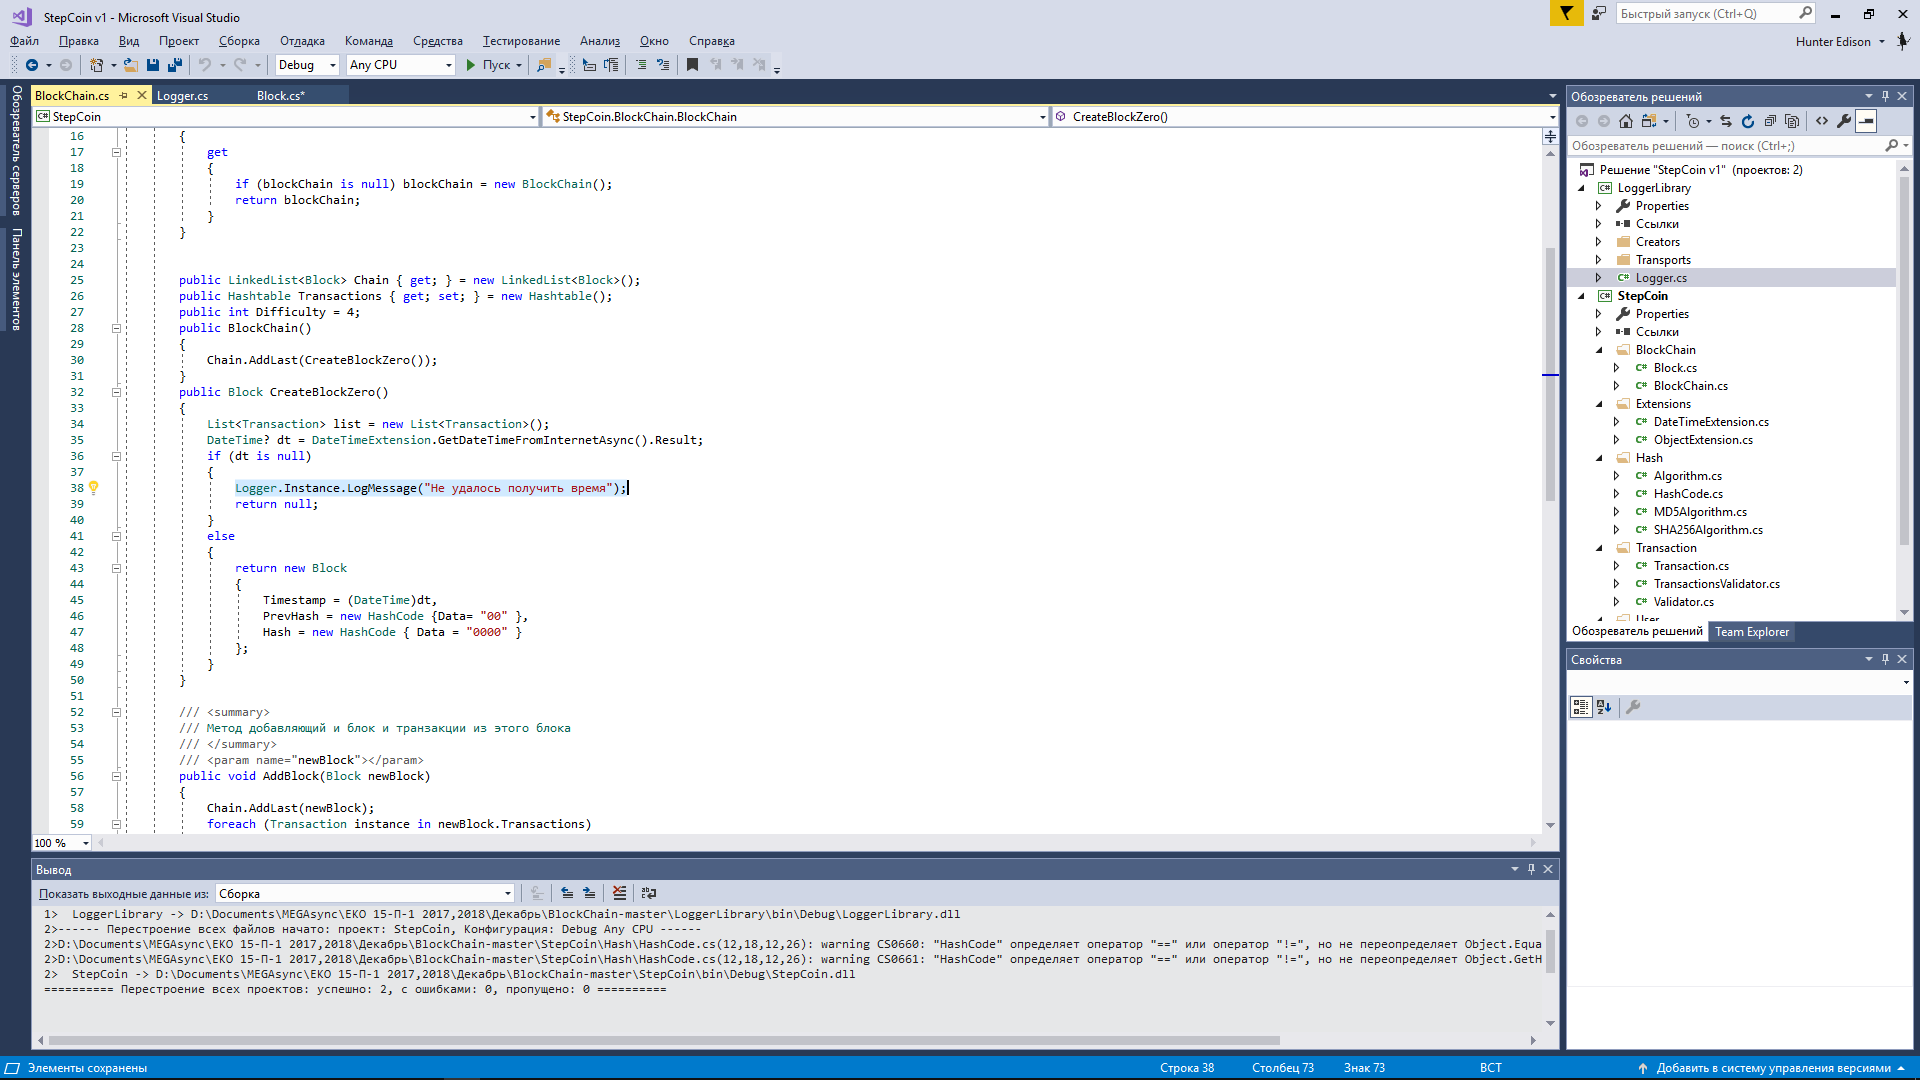 StepCoin v1 - Microsoft Visual Studio
Быстрый запуск (Ctrl+Q)
Файл Правка Вид Проект Сборка Отладка Команда Средства Тестирование Анализ Окно Справка
Hunter Edison
Debug Any CPU Пуск
Обозреватель серверов
Панель элементов
BlockChain.cs Logger.cs Block.cs*
StepCoin StepCoin.BlockChain.BlockChain CreateBlockZero()
16 {
17 get
18 {
19 if (blockChain is null) blockChain = new BlockChain();
20 return blockChain;
21 }
22 }
23
24
25 public LinkedList<Block> Chain { get; } = new LinkedList<Block>();
26 public Hashtable Transactions { get; set; } = new Hashtable();
27 public int Difficulty = 4;
28 public BlockChain()
29 {
30 Chain.AddLast(CreateBlockZero());
31 }
32 public Block CreateBlockZero()
33 {
34 List<Transaction> list = new List<Transaction>();
35 DateTime? dt = DateTimeExtension.GetDateTimeFromInternetAsync().Result;
36 if (dt is null)
37 {
38 Logger.Instance.LogMessage("Не удалось получить время");
39 return null;
40 }
41 else
42 {
43 return new Block
44 {
45 Timestamp = (DateTime)dt,
46 PrevHash = new HashCode {Data= "00" },
47 Hash = new HashCode { Data = "0000" }
48 };
49 }
50 }
51
52 /// <summary>
53 /// Метод добавляющий и блок и транзакции из этого блока
54 /// </summary>
55 /// <param name="newBlock"></param>
56 public void AddBlock(Block newBlock)
57 {
58 Chain.AddLast(newBlock);
59 foreach (Transaction instance in newBlock.Transactions)
100 %
Вывод
Показать выходные данные из: Сборка
1> LoggerLibrary -> D:\Documents\MEGAsync\EKO 15-П-1 2017,2018\Декабрь\BlockChain-master\LoggerLibrary\bin\Debug\LoggerLibrary.dll
2>------ Перестроение всех файлов начато: проект: StepCoin, Конфигурация: Debug Any CPU ------
2>D:\Documents\MEGAsync\EKO 15-П-1 2017,2018\Декабрь\BlockChain-master\StepCoin\Hash\HashCode.cs(12,18,12,26): warning CS0660: "HashCode" определяет оператор "==" или оператор "!=", но не переопределяет Object.Equa
2>D:\Documents\MEGAsync\EKO 15-П-1 2017,2018\Декабрь\BlockChain-master\StepCoin\Hash\HashCode.cs(12,18,12,26): warning CS0661: "HashCode" определяет оператор "==" или оператор "!=", но не переопределяет Object.GetH
2> StepCoin -> D:\Documents\MEGAsync\EKO 15-П-1 2017,2018\Декабрь\BlockChain-master\StepCoin\bin\Debug\StepCoin.dll
========== Перестроение всех проектов: успешно: 2, с ошибками: 0, пропущено: 0 ==========
Обозреватель решений
Обозреватель решений — поиск (Ctrl+;)
Решение "StepCoin v1" (проектов: 2)
LoggerLibrary
Properties
Ссылки
Creators
Transports
Logger.cs
StepCoin
Properties
Ссылки
BlockChain
Block.cs
BlockChain.cs
Extensions
DateTimeExtension.cs
ObjectExtension.cs
Hash
Algorithm.cs
HashCode.cs
MD5Algorithm.cs
SHA256Algorithm.cs
Transaction
Transaction.cs
TransactionsValidator.cs
Validator.cs
User
Обозреватель решений Team Explorer
Свойства
Элементы сохранены Строка 38 Столбец 73 Знак 73 ВСТ Добавить в систему управления версиями